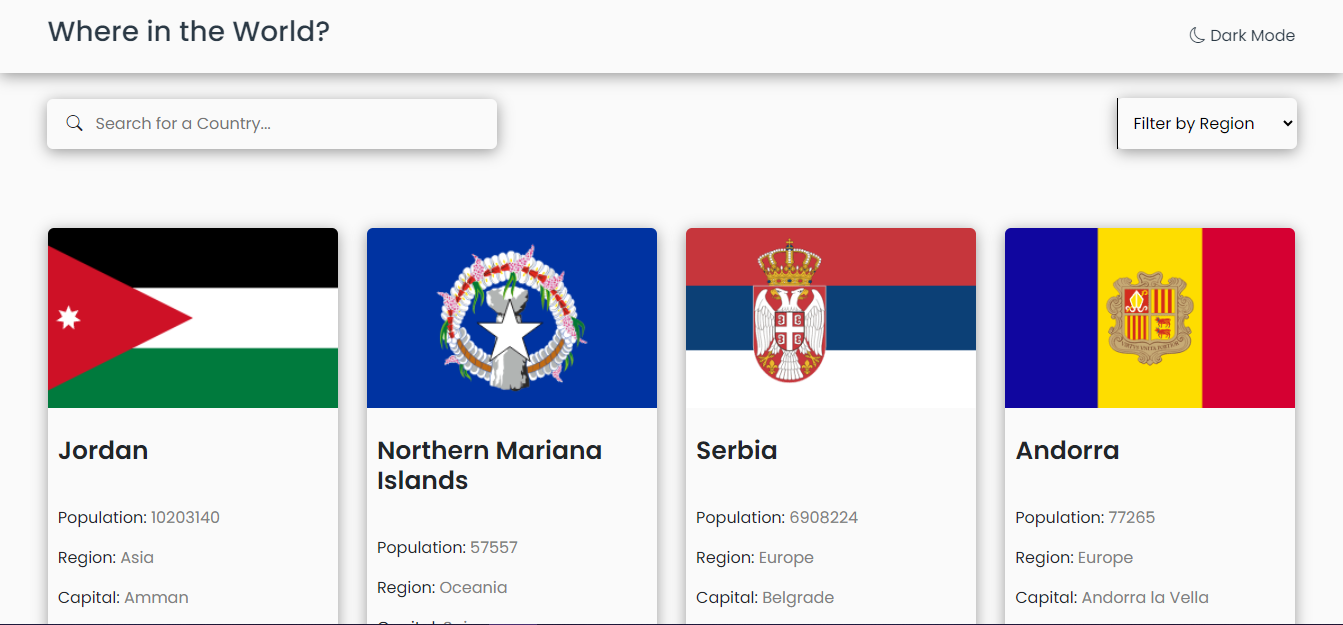 Where in the World?
Dark Mode
Search for a Country...
Filter by Region
Jordan
Population: 10203140
Region: Asia
Capital: Amman
Northern Mariana
Islands
Population: 57557
Region: Oceania
Serbia
Population: 6908224
Region: Europe
Capital: Belgrade
Andorra
Population: 77265
Region: Europe
Capital: Andorra la Vella